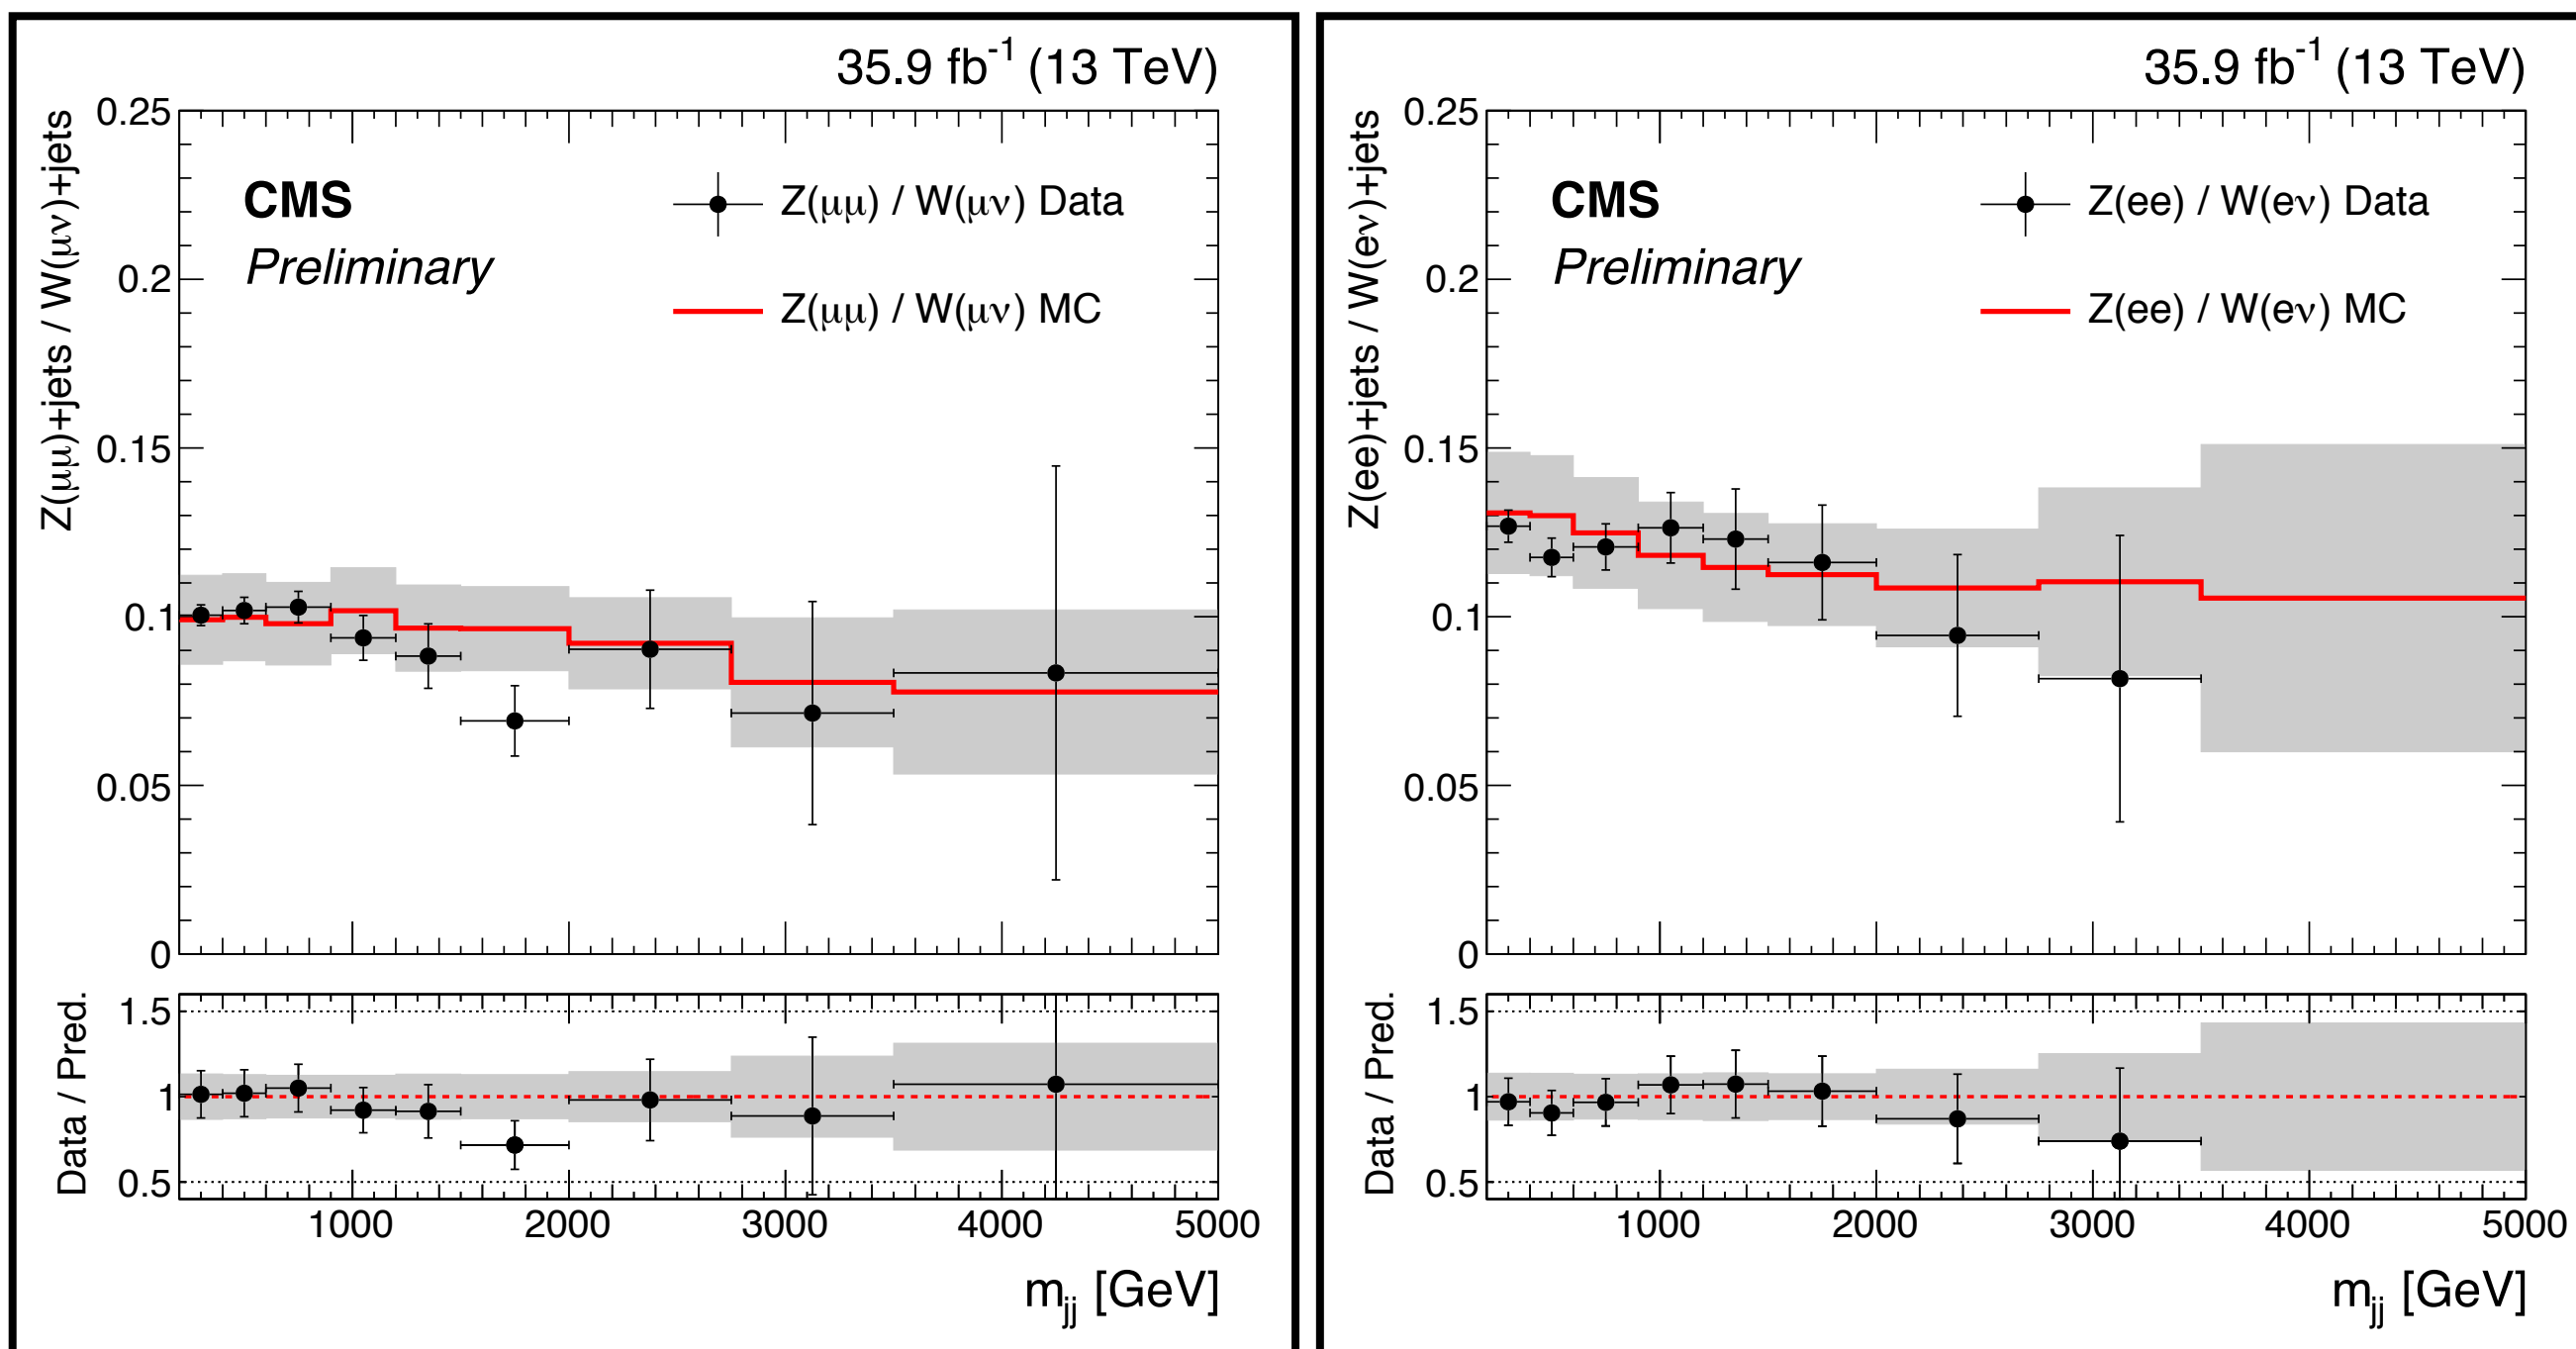 35.9 fb⁻¹ (13 TeV)
Z(μμ)+jets / W(μν)+jets
0.25
0.2
0.15
0.1
0.05
0
CMS
Preliminary
Z(μμ) / W(μν) Data
Z(μμ) / W(μν) MC
Data / Pred.
1.5
1
0.5
1000 2000 3000 4000 5000
m_jj [GeV]
35.9 fb⁻¹ (13 TeV)
Z(ee)+jets / W(eν)+jets
0.25
0.2
0.15
0.1
0.05
0
CMS
Preliminary
Z(ee) / W(eν) Data
Z(ee) / W(eν) MC
Data / Pred.
1.5
1
0.5
1000 2000 3000 4000 5000
m_jj [GeV]